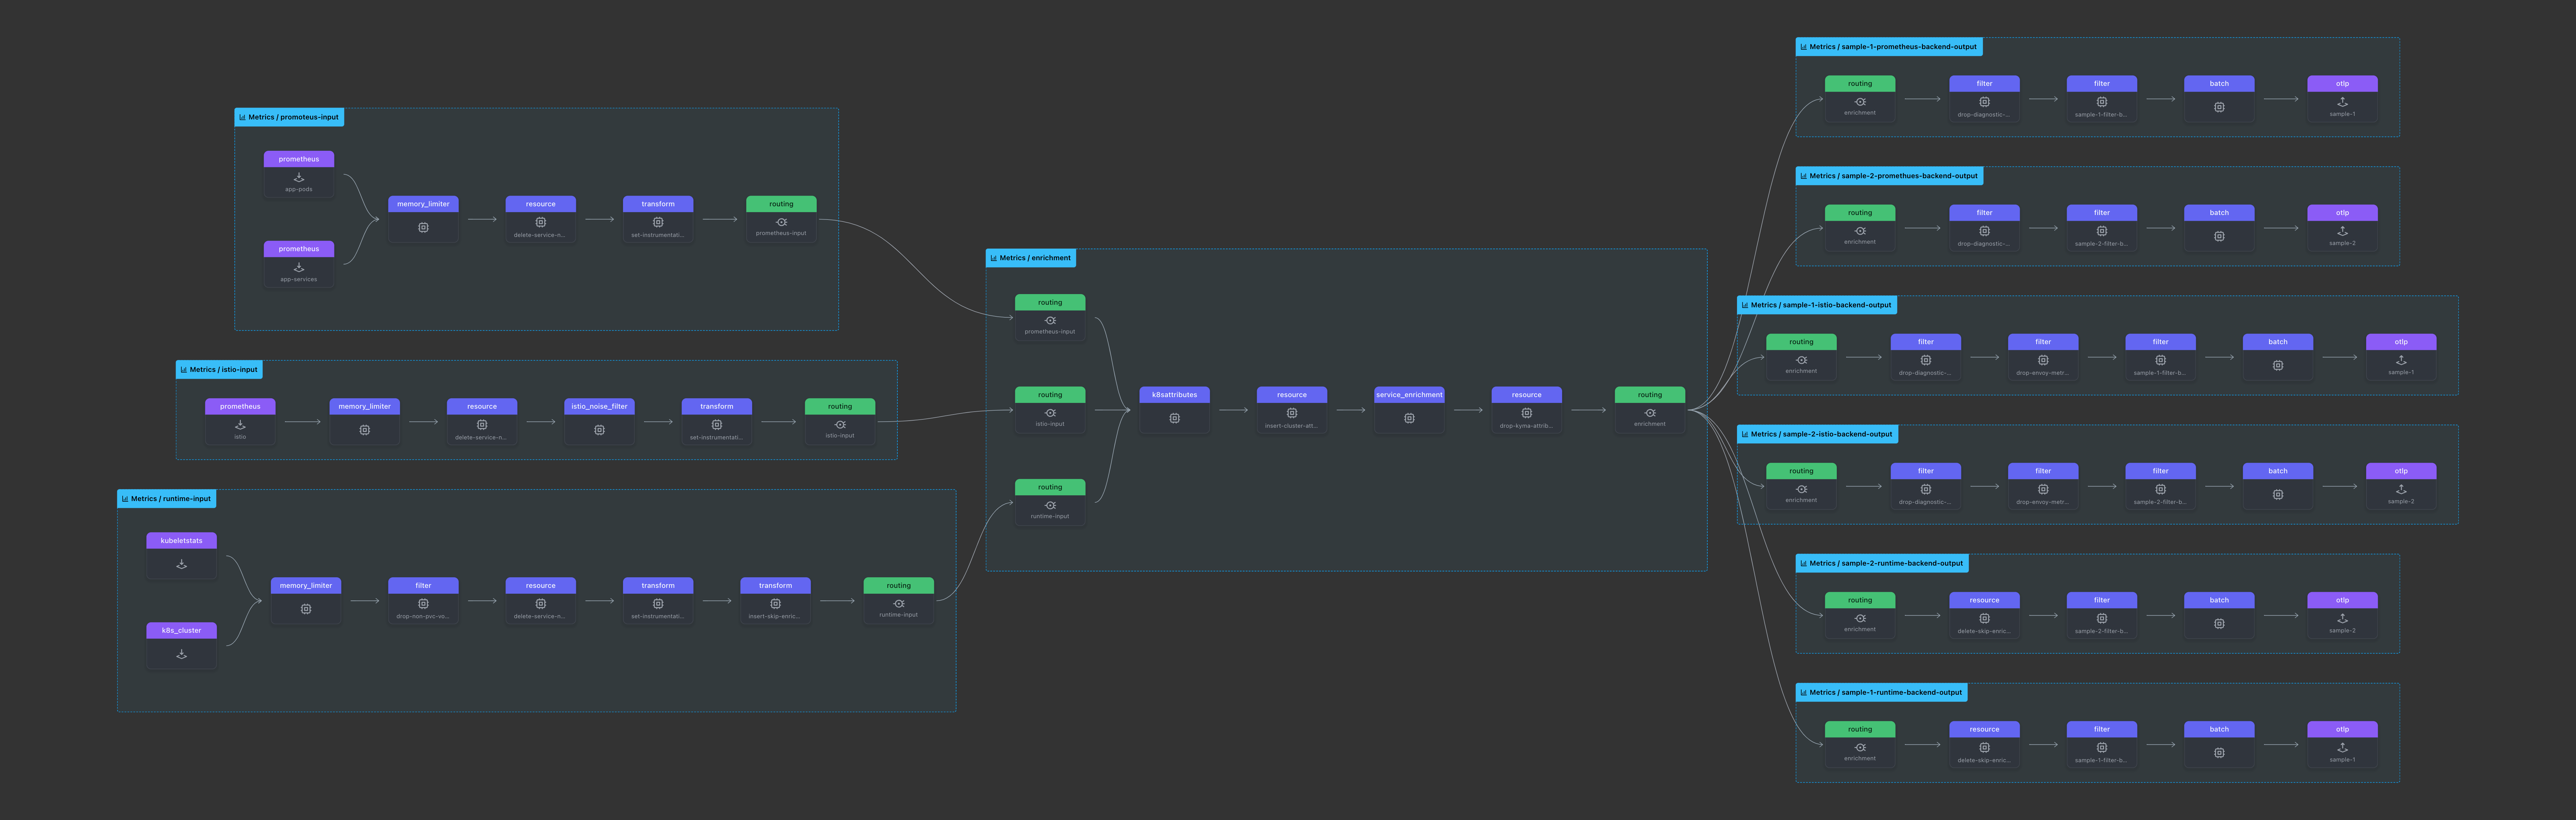 Metrics / promoteus-input
prometheus
app-pods
prometheus
app-services
memory_limiter
resource
delete-service-n...
transform
set-instrumentati...
routing
prometheus-input
Metrics / istio-input
prometheus
istio
memory_limiter
resource
delete-service-n...
istio_noise_filter
transform
set-instrumentati...
routing
istio-input
Metrics / runtime-input
kubeletstats
k8s_cluster
memory_limiter
filter
drop-non-pvc-vo...
resource
delete-service-n...
transform
set-instrumentati...
transform
insert-skip-enric...
routing
runtime-input
Metrics / enrichment
routing
prometheus-input
routing
istio-input
routing
runtime-input
k8sattributes
resource
insert-cluster-att...
service_enrichment
resource
drop-kyma-attrib...
routing
enrichment
Metrics / sample-1-prometheus-backend-output
routing
enrichment
filter
drop-diagnostic-...
filter
sample-1-filter-b...
batch
otlp
sample-1
Metrics / sample-2-promethues-backend-output
routing
enrichment
filter
drop-diagnostic-...
filter
sample-2-filter-b...
batch
otlp
sample-2
Metrics / sample-1-istio-backend-output
routing
enrichment
filter
drop-diagnostic-...
filter
drop-envoy-metr...
filter
sample-1-filter-b...
batch
otlp
sample-1
Metrics / sample-2-istio-backend-output
routing
enrichment
filter
drop-diagnostic-...
filter
drop-envoy-metr...
filter
sample-2-filter-b...
batch
otlp
sample-2
Metrics / sample-2-runtime-backend-output
routing
enrichment
resource
delete-skip-enric...
filter
sample-2-filter-b...
batch
otlp
sample-2
Metrics / sample-1-runtime-backend-output
routing
enrichment
resource
delete-skip-enric...
filter
sample-1-filter-b...
batch
otlp
sample-1